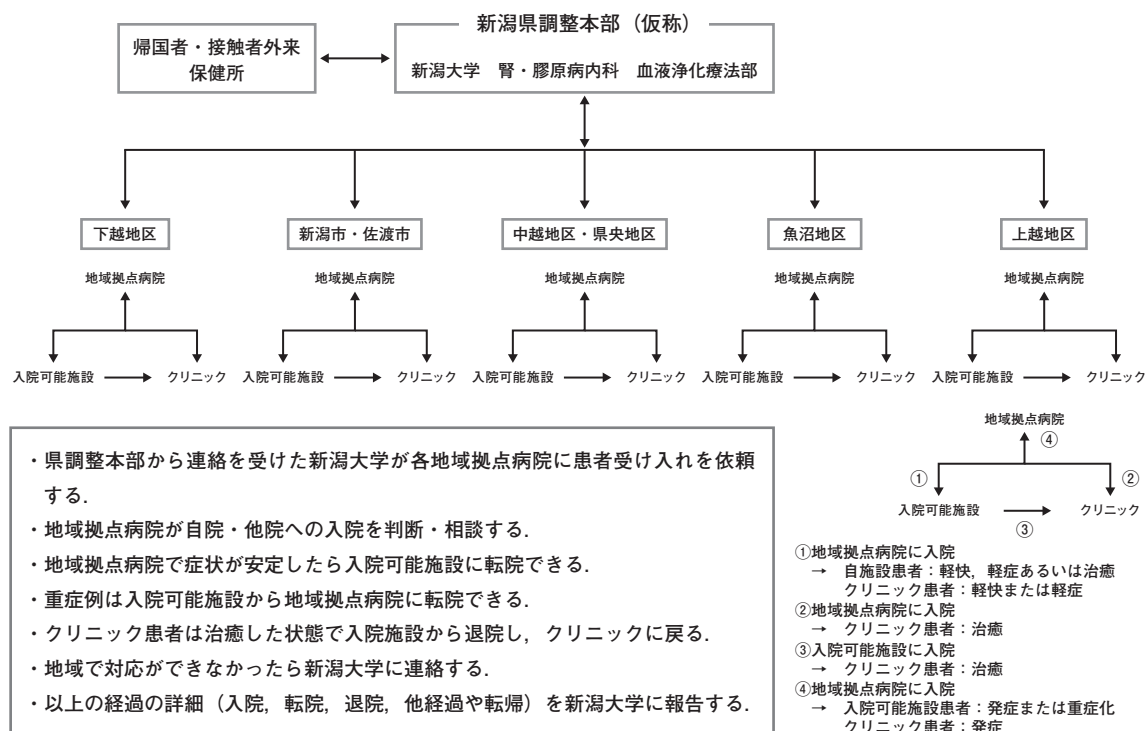 新潟県調整本部（仮称）
帰国者・接触者外来
保健所
新潟大学　腎・膠原病内科　血液浄化療法部
下越地区
新潟市・佐渡市
中越地区・県央地区
魚沼地区
上越地区
地域拠点病院
地域拠点病院
地域拠点病院
地域拠点病院
地域拠点病院
入院可能施設
クリニック
入院可能施設
クリニック
入院可能施設
クリニック
入院可能施設
クリニック
入院可能施設
クリニック
・県調整本部から連絡を受けた新潟大学が各地域拠点病院に患者受け入れを依頼
する．
・地域拠点病院が自院・他院への入院を判断・相談する．
・地域拠点病院で症状が安定したら入院可能施設に転院できる．
・重症例は入院可能施設から地域拠点病院に転院できる．
・クリニック患者は治癒した状態で入院施設から退院し，クリニックに戻る．
・地域で対応ができなかったら新潟大学に連絡する．
・以上の経過の詳細（入院，転院，退院，他経過や転帰）を新潟大学に報告する．
地域拠点病院
④
①
②
入院可能施設
クリニック
③
①地域拠点病院に入院
→　自施設患者：軽快，軽症あるいは治癒
クリニック患者：軽快または軽症
②地域拠点病院に入院
→　クリニック患者：治癒
③入院可能施設に入院
→　クリニック患者：治癒
④地域拠点病院に入院
→　入院可能施設患者：発症または重症化
クリニック患者：発症